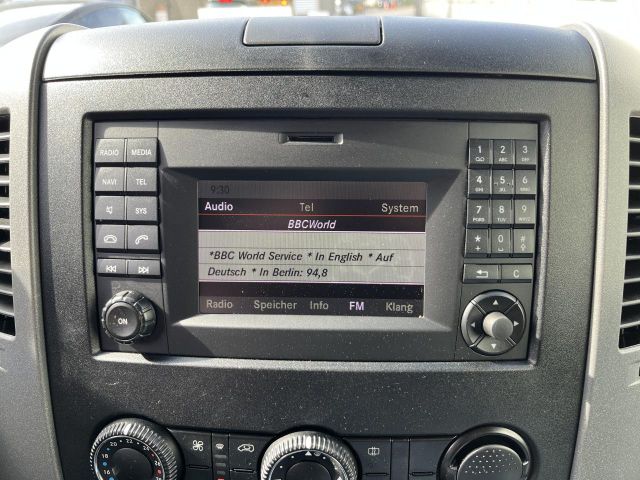 9:30
Audio Tel System
BBCWorld
*BBC World Service * In English * Auf
Deutsch * In Berlin: 94,8
Radio Speicher Info FM Klang
RADIO MEDIA
NAVI TEL
SYS
ON
1 2 ABC 3 DEF
4 GHI 5 JKL 6 MNO
7 PQRS 8 TUV 9 WXYZ
* 0 #
C